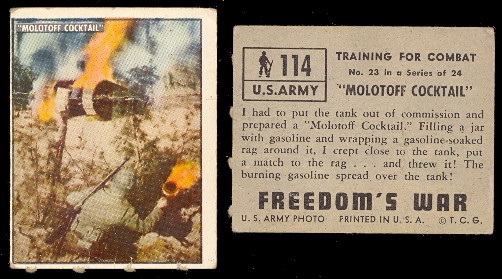 "MOLOTOFF COCKTAIL"
114
U.S. ARMY
TRAINING FOR COMBAT
No. 23 in a Series of 24
"MOLOTOFF COCKTAIL"
I had to put the tank out of commission and
prepared a "Molotoff Cocktail." Filling a jar
with gasoline and wrapping a gasoline-soaked
rag around it, I crept close to the tank, put
a match to the rag . . . and threw it! The
burning gasoline spread over the tank!
FREEDOM'S WAR
U. S. ARMY PHOTO PRINTED IN U. S. A. © T. C. G.